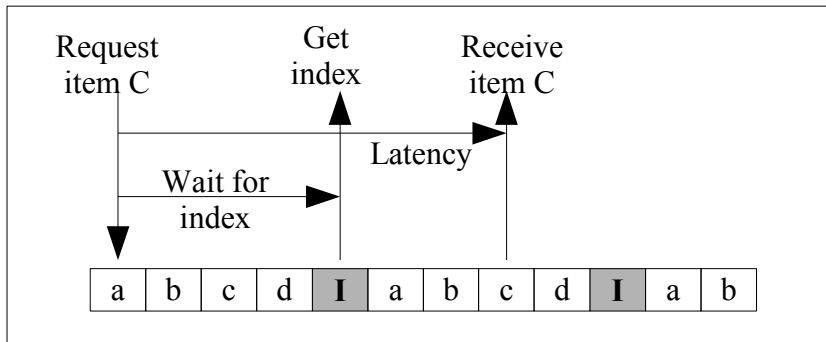 Request
item C
Get
index
Receive
item C
Latency
Wait for
index
a b c d I a b c d I a b